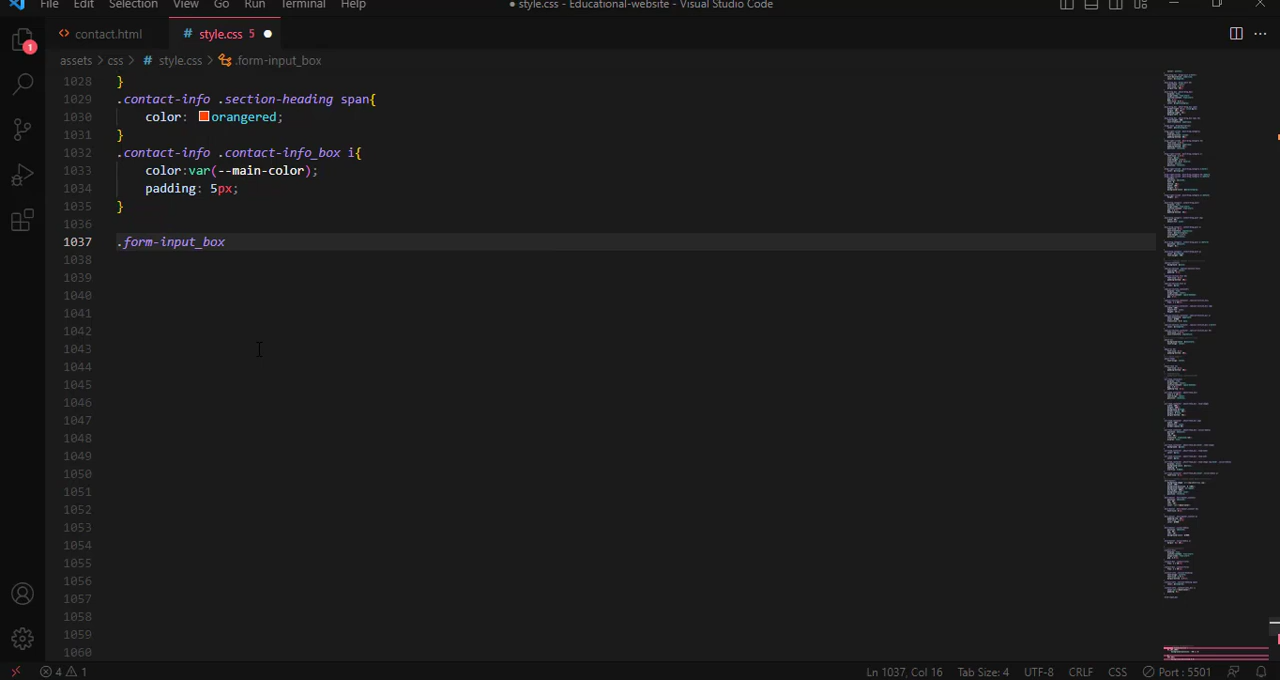 File Edit Selection View Go Run Terminal Help ● style.css - Educational-website - Visual Studio Code
<> contact.html # style.css 5 ●
1 assets > css > # style.css > .form-input_box
1028 }
1029 .contact-info .section-heading span{
1030 color: orangered;
1031 }
1032 .contact-info .contact-info_box i{
1033 color:var(--main-color);
1034 padding: 5px;
1035 }
1036
1037 .form-input_box
1038
1039
1040
1041
1042
1043
1044
1045
1046
1047
1048
1049
1050
1051
1052
1053
1054
1055
1056
1057
1058
1059
1060
4 1 Ln 1037, Col 16 Tab Size: 4 UTF-8 CRLF CSS Port : 5501